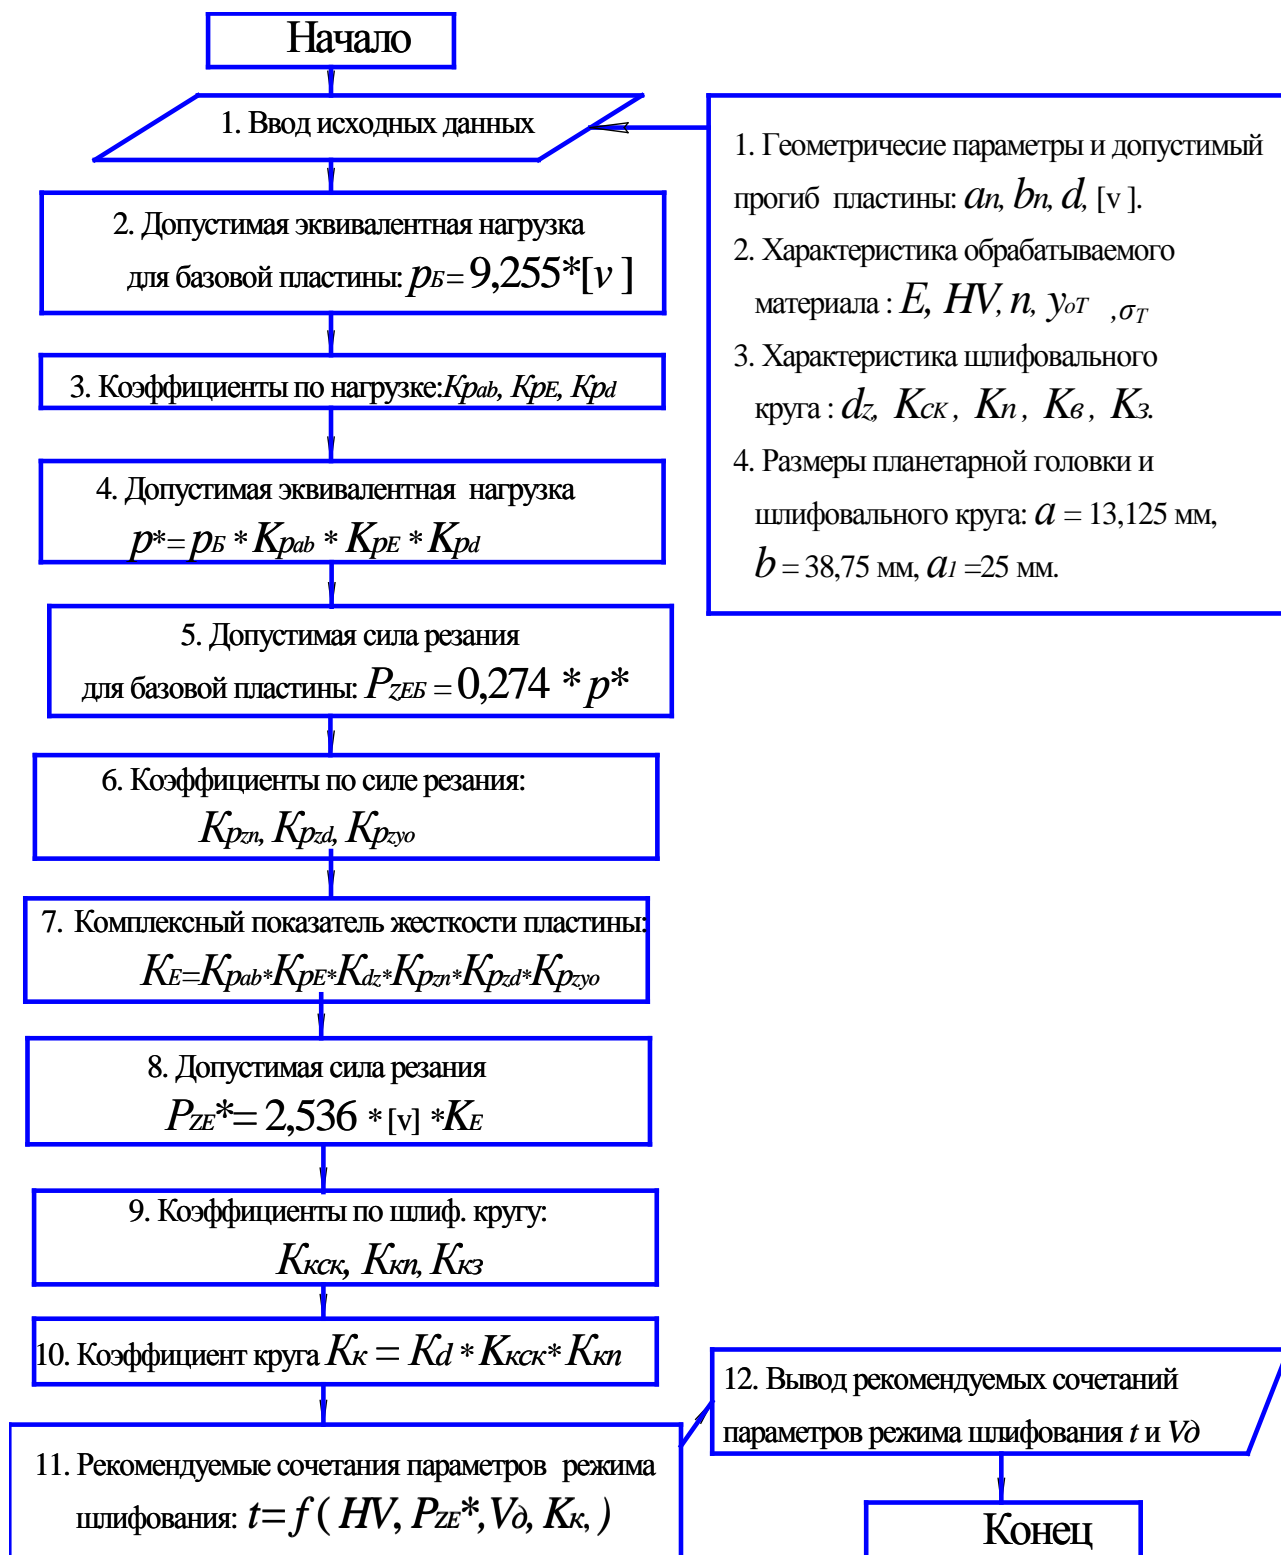 Начало
1. Ввод исходных данных
2. Допустимая эквивалентная нагрузка
для базовой пластины: pБ = 9,255*[v ]
3. Коэффициенты по нагрузке:Kpab, KpE, Kpd
4. Допустимая эквивалентная нагрузка
p*= pБ * Kpab * KpE * Kpd
5. Допустимая сила резания
для базовой пластины: PZEБ = 0,274 * p*
6. Коэффициенты по силе резания:
Kpzn, Kpzd, Kpzyo
7. Комплексный показатель жесткости пластины:
KE=Kpab*KpE*Kdz*Kpzn*Kpzd*Kpzyo
8. Допустимая сила резания
PZE*= 2,536 * [v] *KE
9. Коэффициенты по шлиф. кругу:
Kкск, Kкп, Kкз
10. Коэффициент круга Kк = Kd * Kкск* Kкп
11. Рекомендуемые сочетания параметров режима
шлифования: t= f ( HV, PZE*, Vд, Kк, )
1. Геометричесие параметры и допустимый
прогиб пластины: an, bn, d, [v ].
2. Характеристика обрабатываемого
материала : E, HV, n, yoT ,σT
3. Характеристика шлифовального
круга : dz, Kск , Kп , Kв , Kз.
4. Размеры планетарной головки и
шлифовального круга: a = 13,125 мм,
b = 38,75 мм, a1 =25 мм.
12. Вывод рекомендуемых сочетаний
параметров режима шлифования t и Vд
Конец